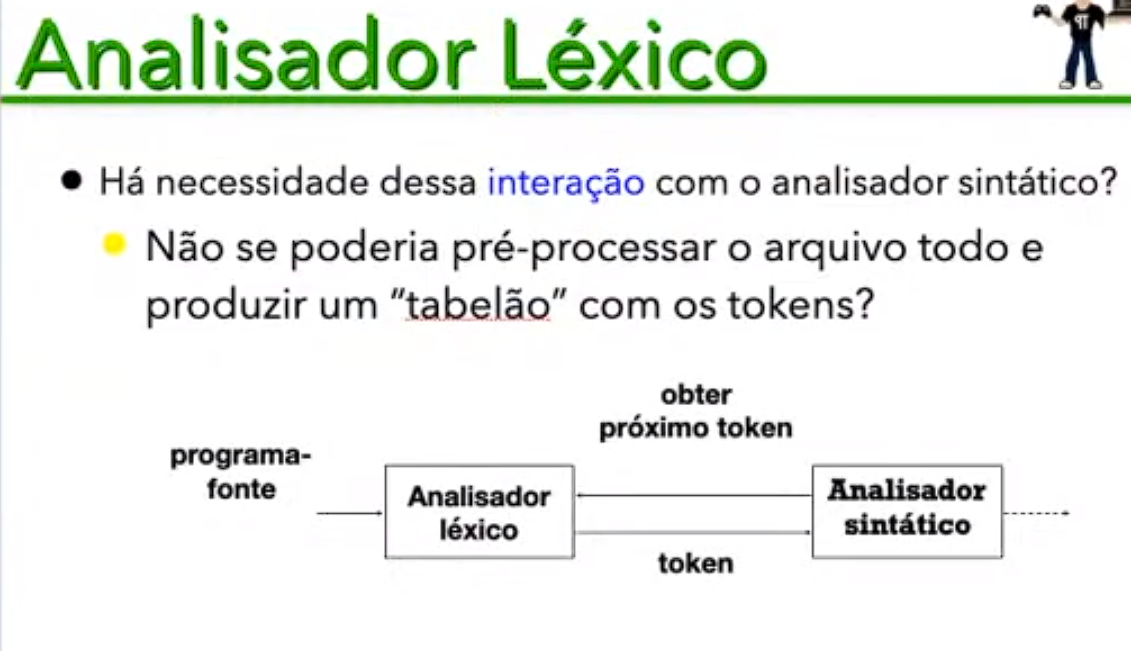 Analisador Léxico
Há necessidade dessa interação com o analisador sintático?
Não se poderia pré-processar o arquivo todo e
produzir um "tabelão" com os tokens?
obter
próximo token
programa-
fonte
Analisador
léxico
Analisador
sintático
token